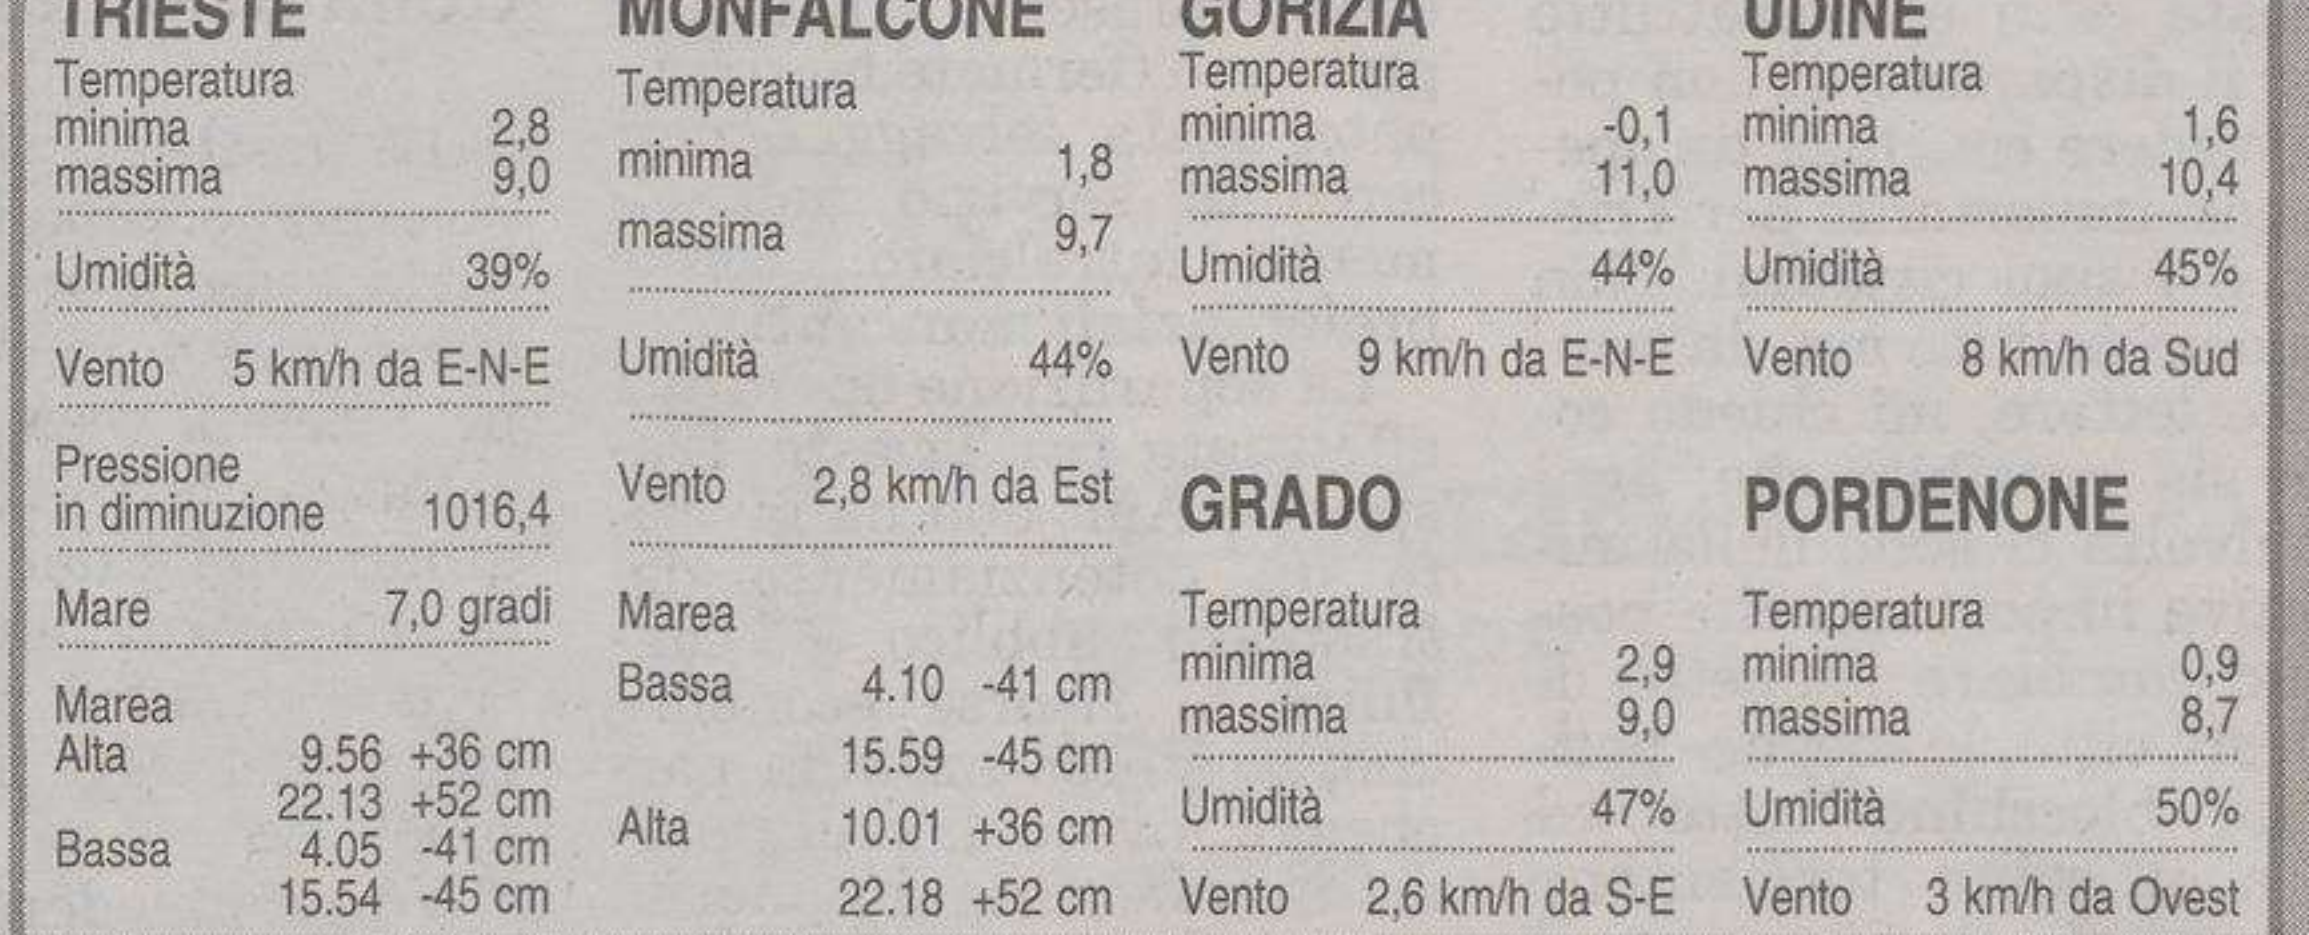 TRIESTE
Temperatura
minima 2,8
massima 9,0
Umidità 39%
Vento 5 km/h da E-N-E
Pressione
in diminuzione 1016,4
Mare 7,0 gradi
Marea
Alta 9.56 +36 cm
22.13 +52 cm
Bassa 4.05 -41 cm
15.54 -45 cm
MONFALCONE
Temperatura
minima 1,8
massima 9,7
Umidità 44%
Vento 2,8 km/h da Est
Marea
Bassa 4.10 -41 cm
15.59 -45 cm
Alta 10.01 +36 cm
22.18 +52 cm
GORIZIA
Temperatura
minima -0,1
massima 11,0
Umidità 44%
Vento 9 km/h da E-N-E
GRADO
Temperatura
minima 2,9
massima 9,0
Umidità 47%
Vento 2,6 km/h da S-E
UDINE
Temperatura
minima 1,6
massima 10,4
Umidità 45%
Vento 8 km/h da Sud
PORDENONE
Temperatura
minima 0,9
massima 8,7
Umidità 50%
Vento 3 km/h da Ovest